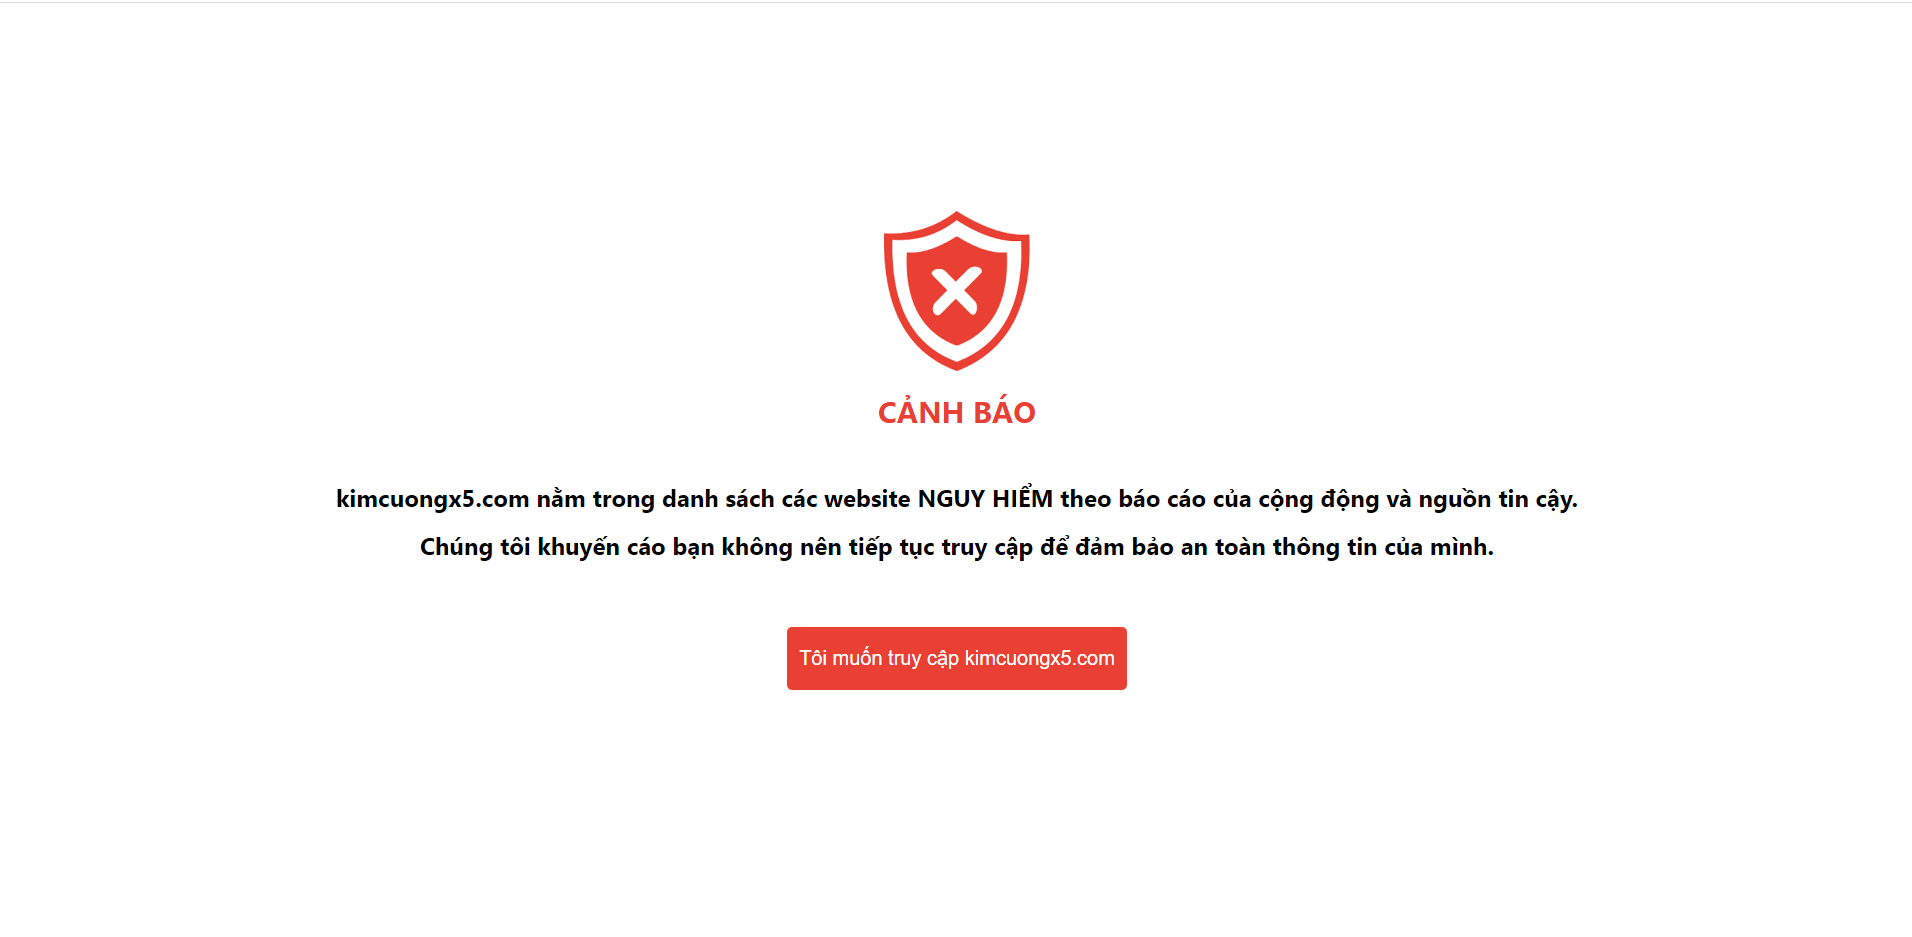 CẢNH BÁO
kimcuongx5.com nằm trong danh sách các website NGUY HIỂM theo báo cáo của cộng động và nguồn tin cậy.
Chúng tôi khuyến cáo bạn không nên tiếp tục truy cập để đảm bảo an toàn thông tin của mình.
Tôi muốn truy cập kimcuongx5.com